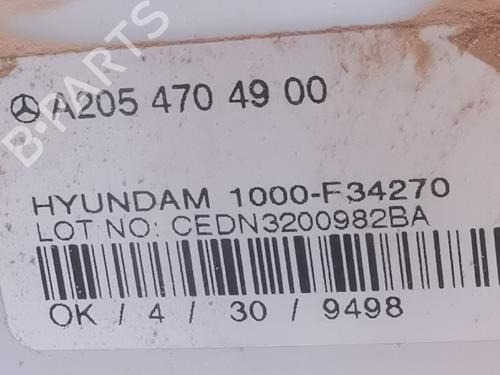 A205 470 49 00
B-PARTS
HYUNDAM 1000-F34270
LOT NO: CEDN3200982BA
OK / 4 / 30 / 9498